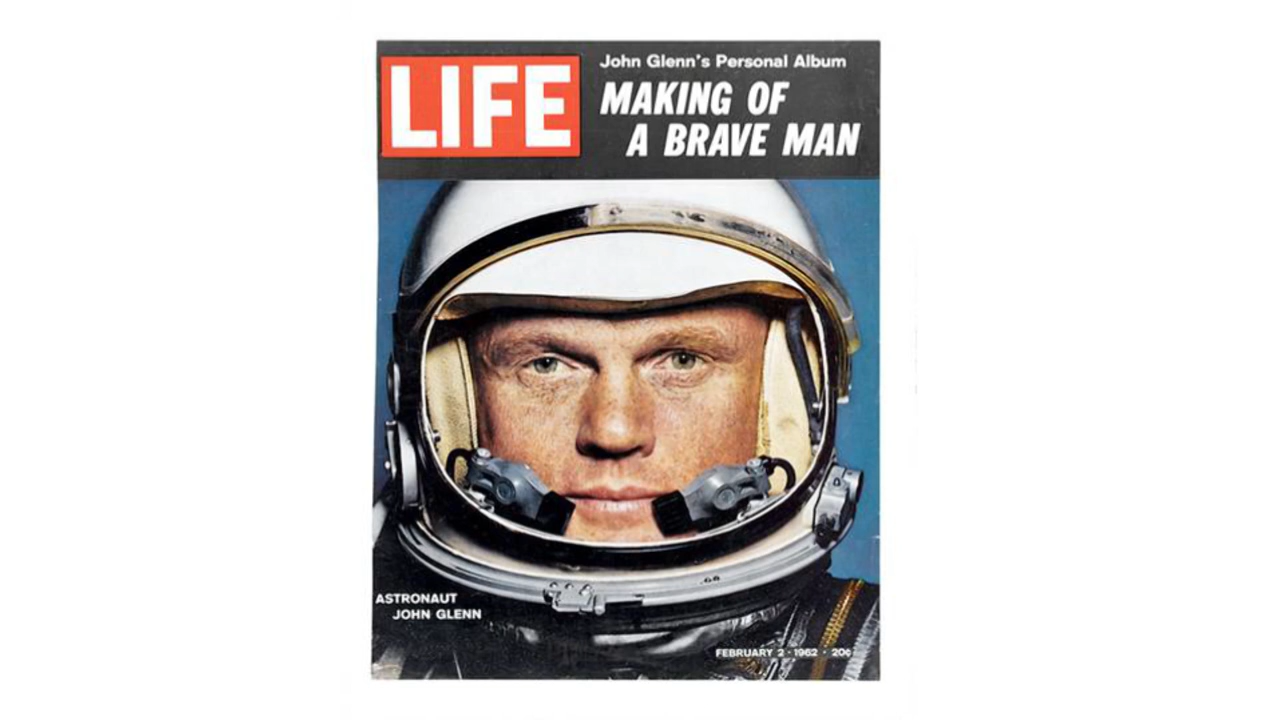 LIFE
John Glenn's Personal Album
MAKING OF
A BRAVE MAN
ASTRONAUT
JOHN GLENN
FEBRUARY 2 · 1962 · 20¢